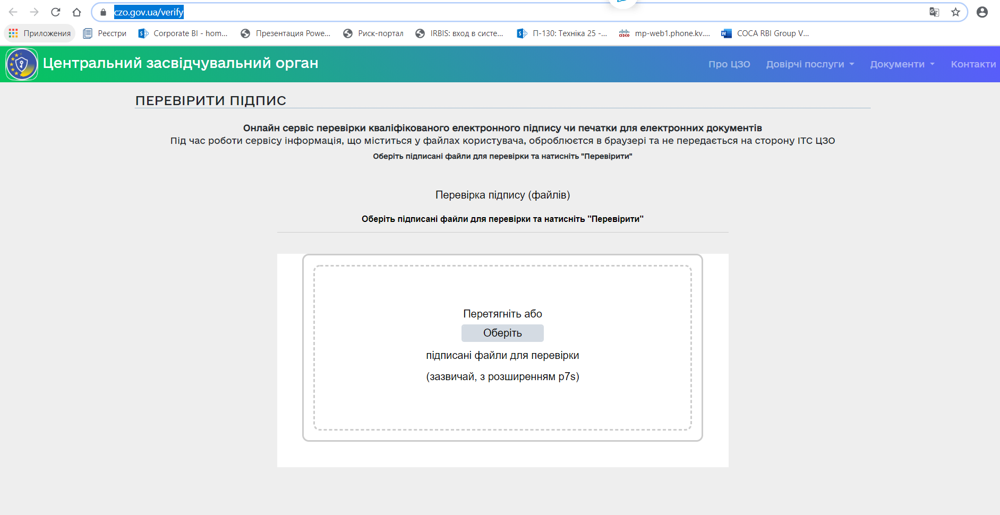 czo.gov.ua/verify
Приложения
Реєстри
Corporate BI - hom...
Презентация Powe...
Риск-портал
IRBIS: вход в систе...
П-130: Техніка 25 -...
cisco
mp-web1.phone.kv....
COCA RBI Group V...
Центральний засвідчувальний орган
Про ЦЗО
Довірчі послуги
Документи
Контакти
ПЕРЕВІРИТИ ПІДПИС
Онлайн сервіс перевірки кваліфікованого електронного підпису чи печатки для електронних документів
Під час роботи сервісу інформація, що міститься у файлах користувача, оброблюєтся в браузері та не передається на сторону ІТС ЦЗО
Оберіть підписані файли для перевірки та натисніть "Перевірити"
Перевірка підпису (файлів)
Оберіть підписані файли для перевірки та натисніть "Перевірити"
Перетягніть або
Оберіть
підписані файли для перевірки
(зазвичай, з розширенням p7s)